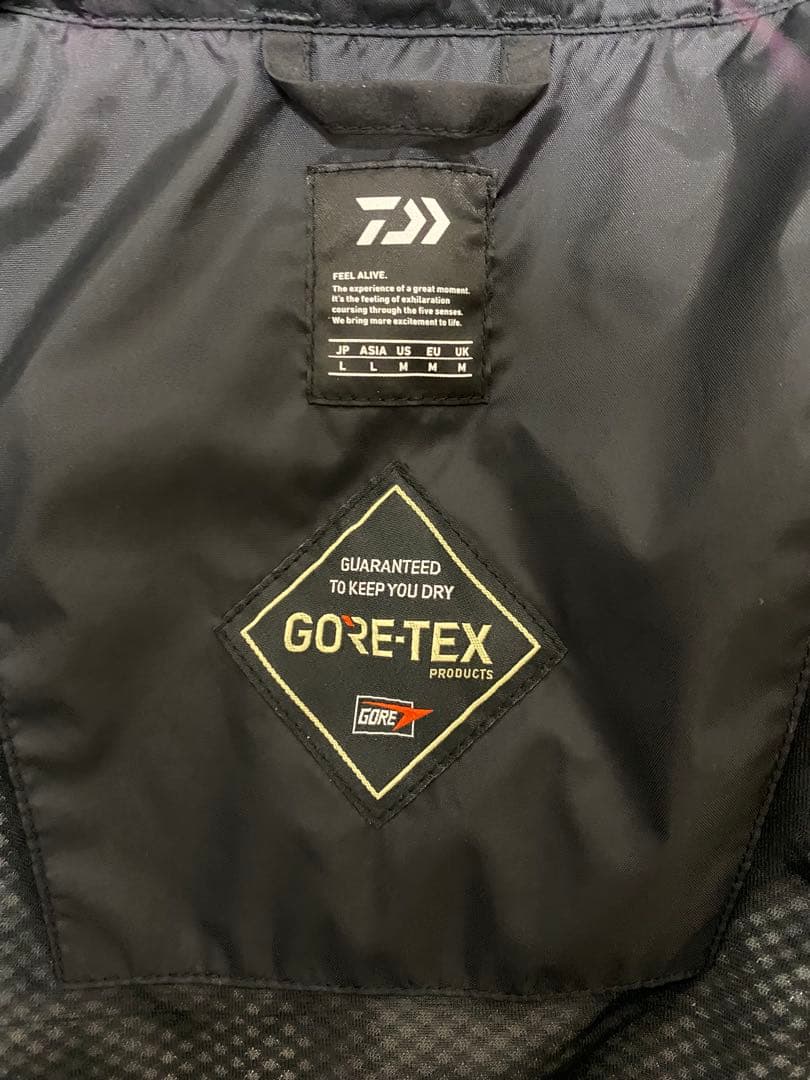 FEEL ALIVE.
The experience of a great moment.
It's the feeling of exhilaration
coursing through the five senses.
We bring more excitement to life.
JP ASIA US EU UK
L L M M M
GUARANTEED
TO KEEP YOU DRY
GORE-TEX
PRODUCTS
GORE